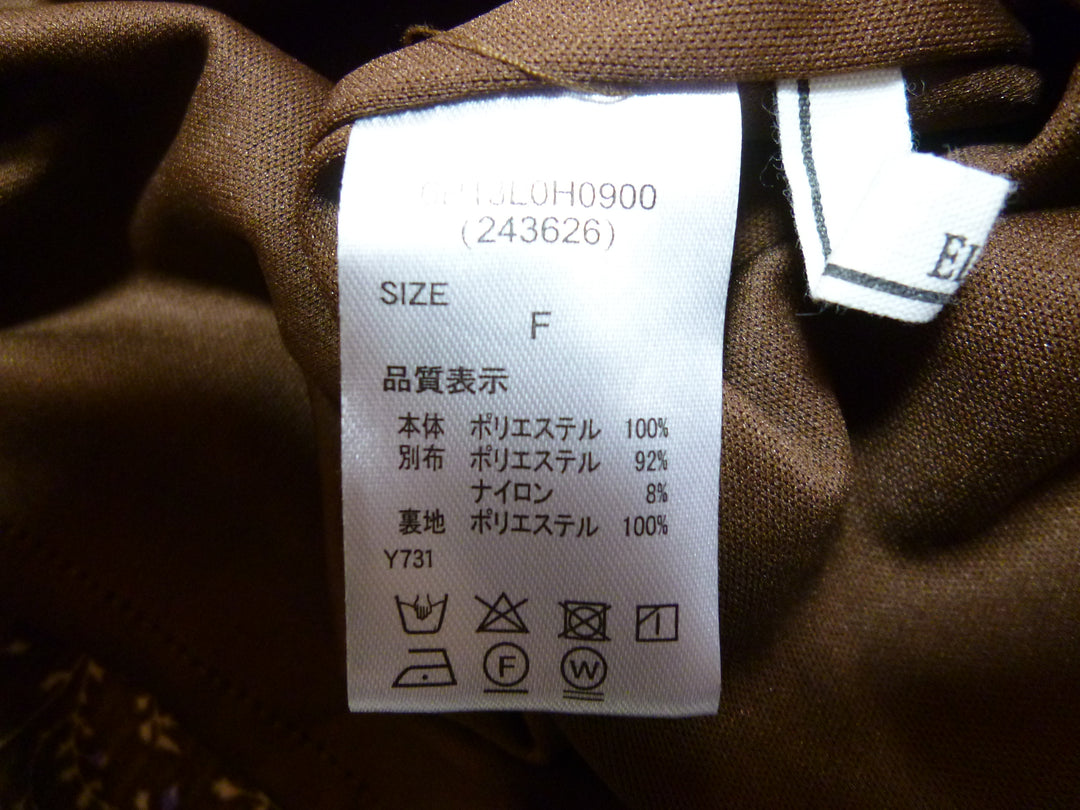 (243626)
SIZE
F
品質表示
本体 ポリエステル 100%
別布 ポリエステル 92%
ナイロン 8%
裏地 ポリエステル 100%
Y731
F
W